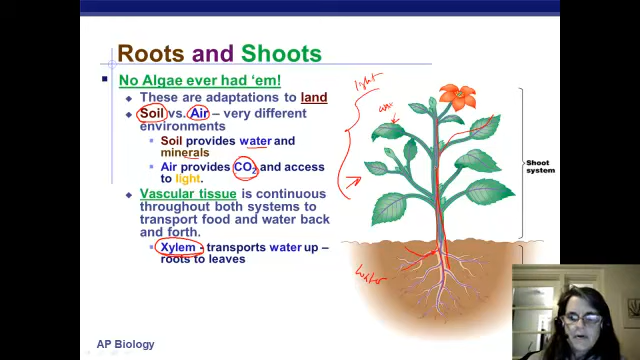 Roots and Shoots
No Algae ever had 'em!
These are adaptations to land
Soil vs. Air – very different
environments
Soil provides water and
minerals
Air provides CO2 and access
to light.
Vascular tissue is continuous
throughout both systems to
transport food and water back
and forth.
Xylem - transports water up –
roots to leaves
light
water
Shoot
system
AP Biology